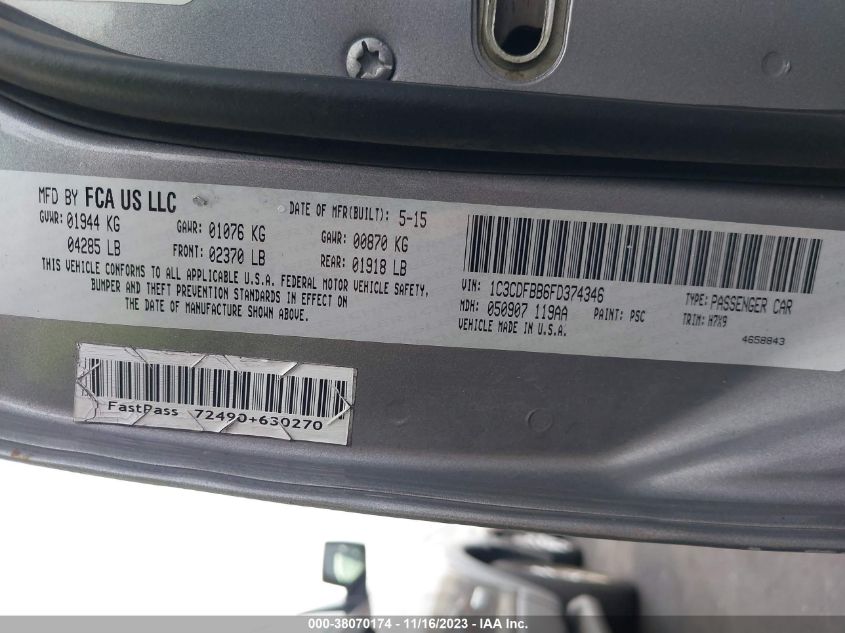 MFD BY FCA US LLC
DATE OF MFR(BUILT): 5-15
GVWR: 01944 KG
04285 LB
GAWR: 01076 KG
FRONT: 02370 LB
GAWR: 00870 KG
REAR: 01918 LB
THIS VEHICLE CONFORMS TO ALL APPLICABLE U.S.A. FEDERAL MOTOR VEHICLE SAFETY,
BUMPER AND THEFT PREVENTION STANDARDS IN EFFECT ON
THE DATE OF MANUFACTURE SHOWN ABOVE.
VIN: 1C3CDFBB6FD374346
TYPE: PASSENGER CAR
MDH: 050907 119AA
PAINT: PSC
TRIM: H7X9
VEHICLE MADE IN U.S.A.
4658843
FastPass 72490+630270
000-38070174 - 11/16/2023 - IAA Inc.